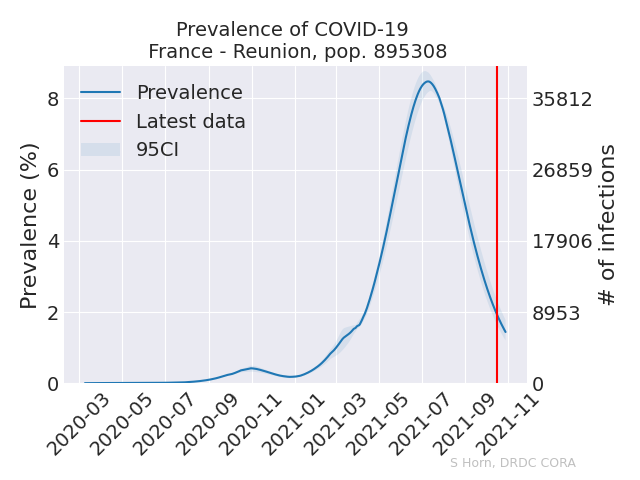 Prevalence of COVID-19
France - Reunion, pop. 895308
Prevalence
Latest data
95CI
Prevalence (%)
8
6
4
2
0
35812
26859
17906
8953
0
# of infections
2020-03
2020-05
2020-07
2020-09
2020-11
2021-01
2021-03
2021-05
2021-07
2021-09
2021-11
S Horn, DRDC CORA